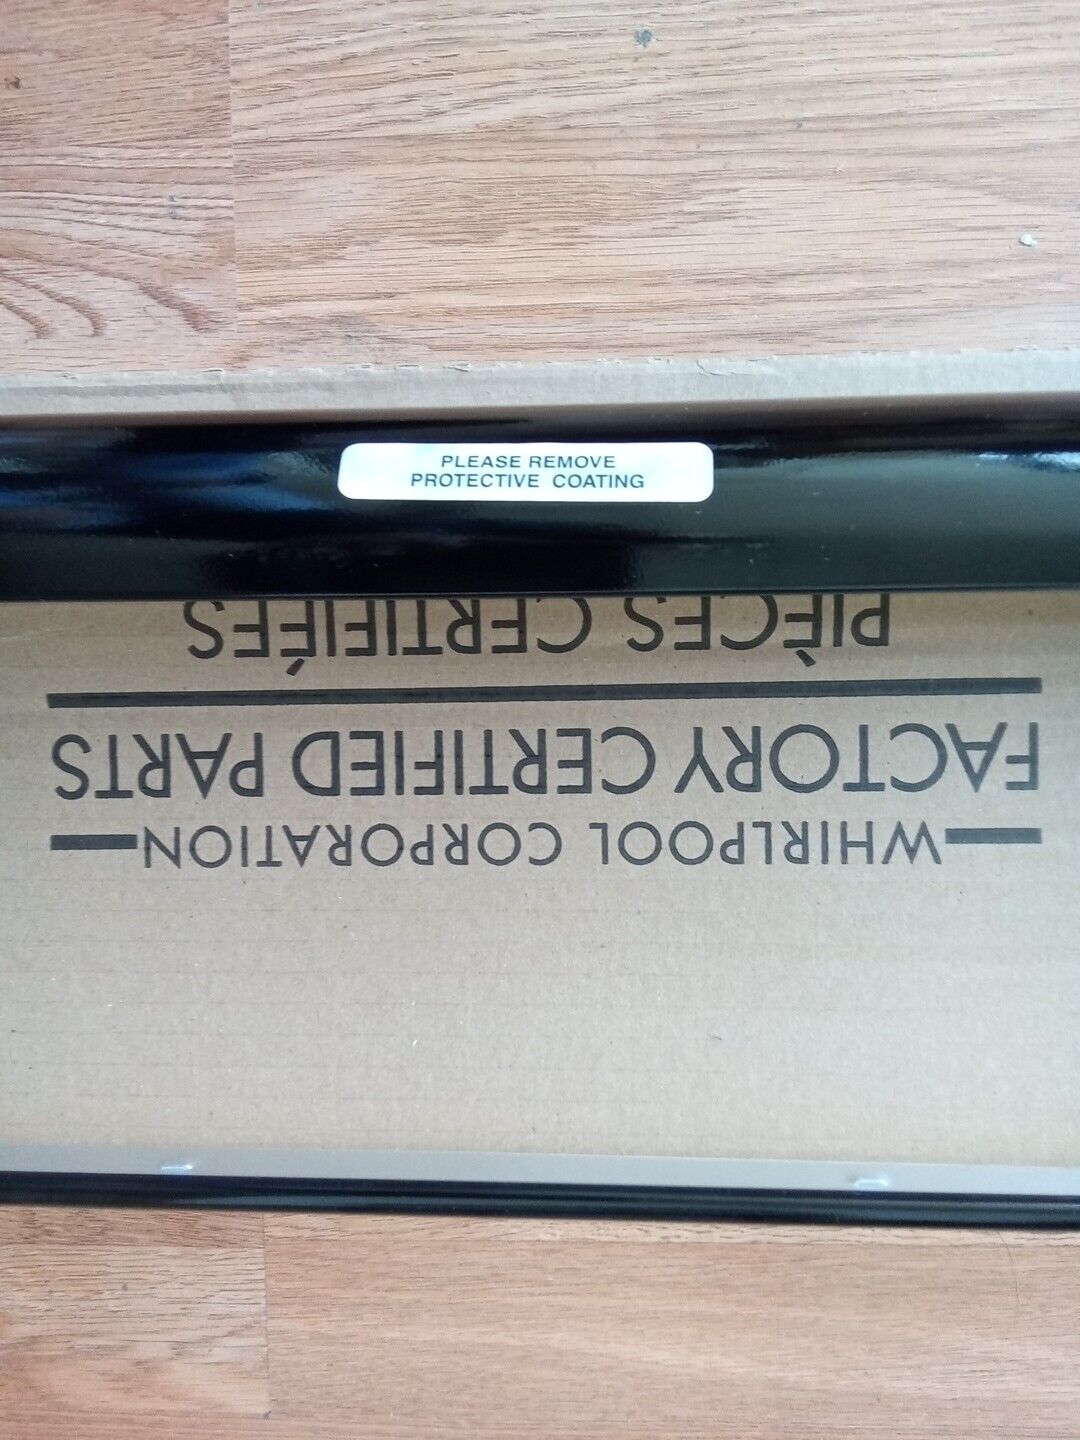 PLEASE REMOVE
PROTECTIVE COATING
WHIRLPOOL CORPORATION
FACTORY CERTIFIED PARTS
PIÈCES CERTIFIÉES